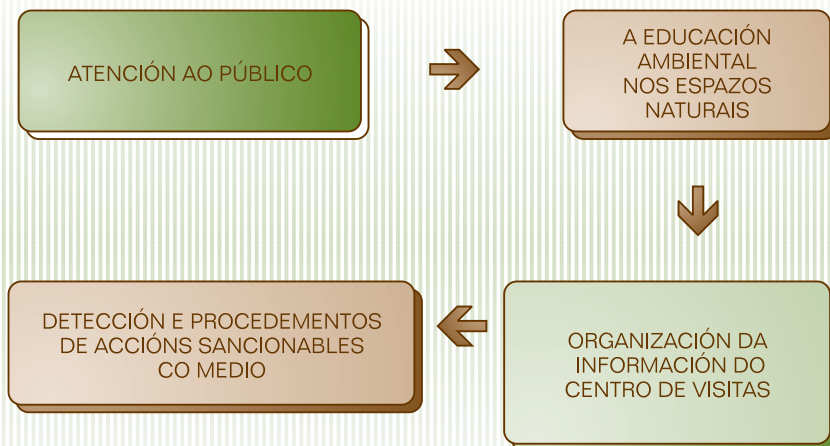 ATENCIÓN AO PÚBLICO
A EDUCACIÓN
AMBIENTAL
NOS ESPAZOS
NATURAIS
ORGANIZACIÓN DA
INFORMACIÓN DO
CENTRO DE VISITAS
DETECCIÓN E PROCEDEMENTOS
DE ACCIÓNS SANCIONABLES
CO MEDIO